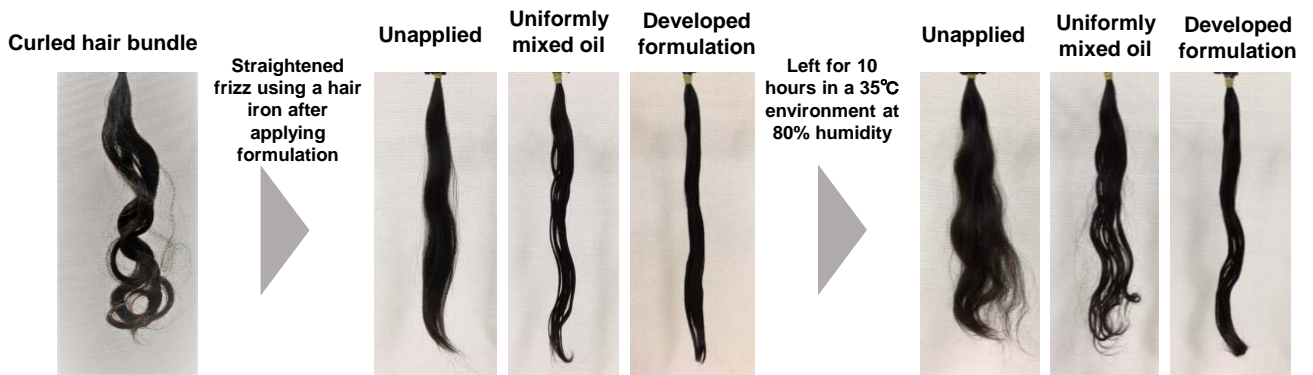 Curled hair bundle
Straightened
frizz using a hair
iron after
applying
formulation
Unapplied
Uniformly
mixed oil
Developed
formulation
Left for 10
hours in a 35℃
environment at
80% humidity
Unapplied
Uniformly
mixed oil
Developed
formulation